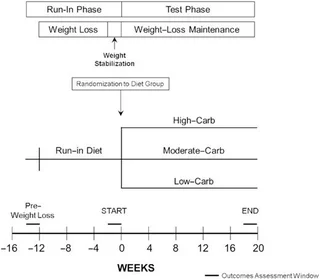 Run-In Phase Test Phase
Weight Loss Weight–Loss Maintenance
Weight
Stabilization
Randomization to Diet Group
High–Carb
Run–in Diet Moderate–Carb
Low–Carb
Pre-
Weight Loss START END
−16 −12 −8 −4 0 4 8 12 16 20
WEEKS
Outcomes Assessment Window